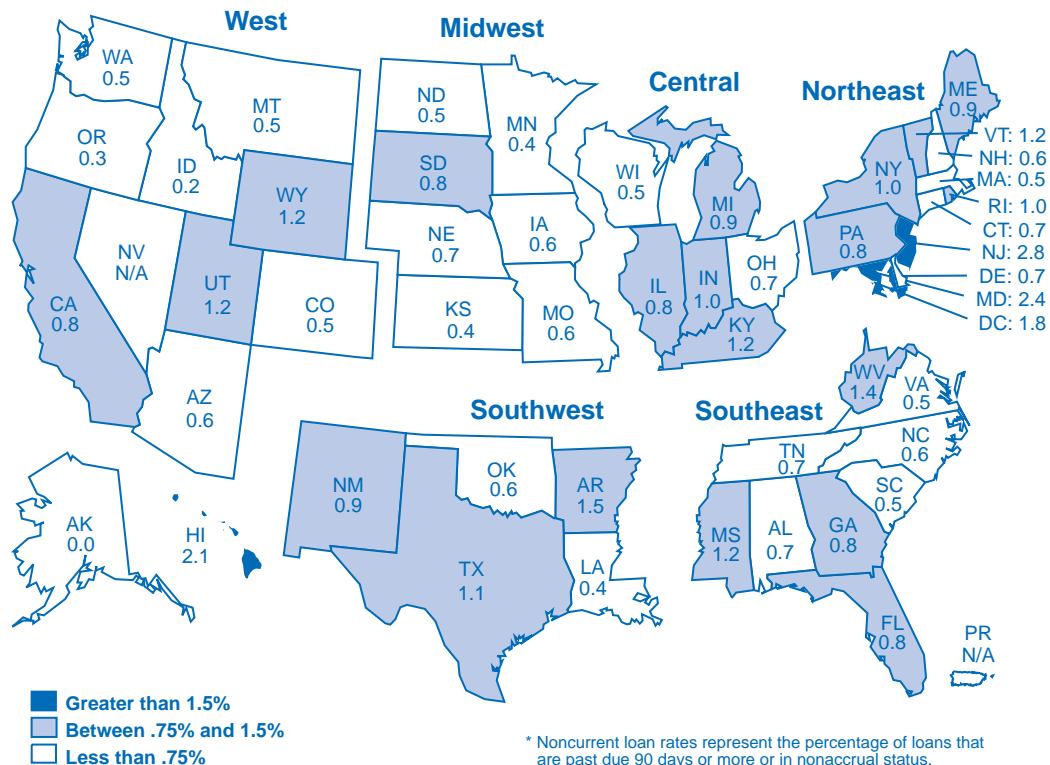 West
Midwest
Central
Northeast
WA
0.5
OR
0.3
CA
0.8
NV
N/A
ID
0.2
MT
0.5
WY
1.2
UT
1.2
CO
0.5
AZ
0.6
AK
0.0
HI
2.1
ND
0.5
SD
0.8
NE
0.7
KS
0.4
MN
0.4
IA
0.6
MO
0.6
WI
0.5
MI
0.9
IL
0.8
IN
1.0
OH
0.7
KY
1.2
ME
0.9
NY
1.0
PA
0.8
VT: 1.2
NH: 0.6
MA: 0.5
RI: 1.0
CT: 0.7
NJ: 2.8
DE: 0.7
MD: 2.4
DC: 1.8
Southwest
NM
0.9
OK
0.6
AR
1.5
TX
1.1
LA
0.4
Southeast
WV
1.4
VA
0.5
TN
0.7
NC
0.6
SC
0.5
MS
1.2
AL
0.7
GA
0.8
FL
0.8
PR
N/A
Greater than 1.5%
Between .75% and 1.5%
Less than .75%
* Noncurrent loan rates represent the percentage of loans that
are past due 90 days or more or in nonaccrual status.